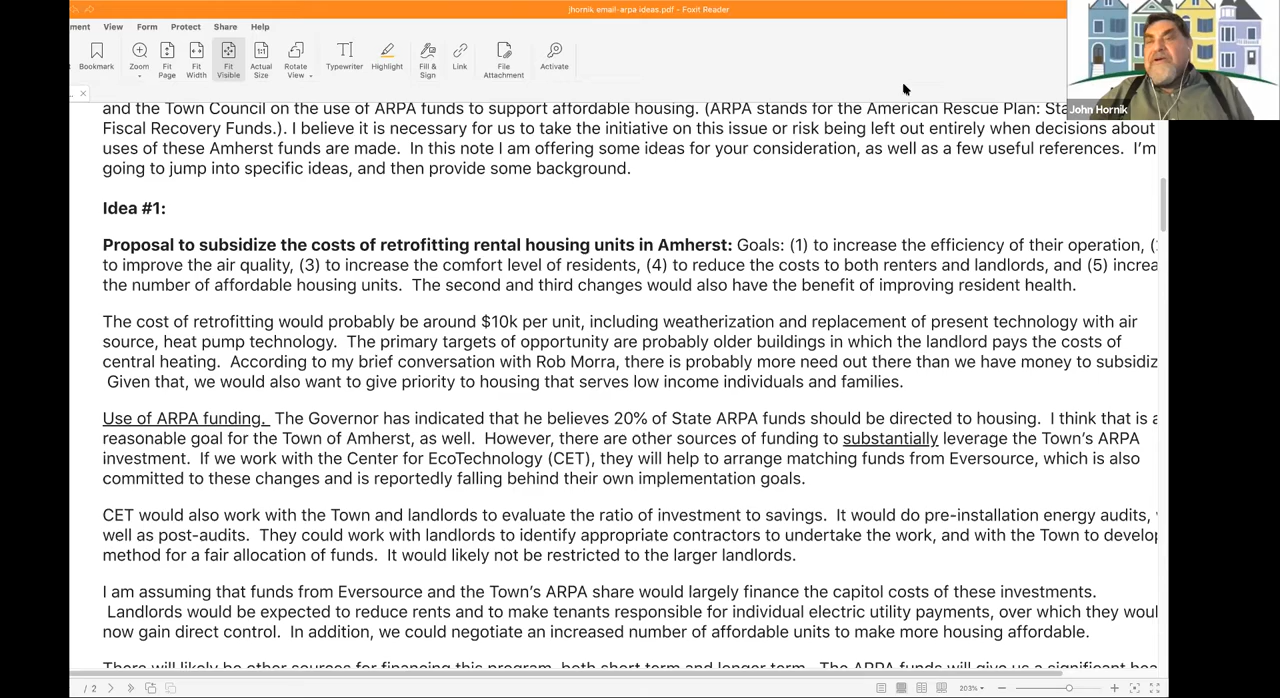 jhornik email-arpa ideas.pdf - Foxit Reader
ment View Form Protect Share Help
Bookmark Zoom Fit Page Fit Width Fit Visible Actual Size Rotate View Typewriter Highlight Fill & Sign Link File Attachment Activate
John Hornik
and the Town Council on the use of ARPA funds to support affordable housing. (ARPA stands for the American Rescue Plan: Sta
Fiscal Recovery Funds.). I believe it is necessary for us to take the initiative on this issue or risk being left out entirely when decisions about
uses of these Amherst funds are made. In this note I am offering some ideas for your consideration, as well as a few useful references. I'm
going to jump into specific ideas, and then provide some background.
Idea #1:
Proposal to subsidize the costs of retrofitting rental housing units in Amherst: Goals: (1) to increase the efficiency of their operation, (
to improve the air quality, (3) to increase the comfort level of residents, (4) to reduce the costs to both renters and landlords, and (5) increa
the number of affordable housing units. The second and third changes would also have the benefit of improving resident health.
The cost of retrofitting would probably be around $10k per unit, including weatherization and replacement of present technology with air
source, heat pump technology. The primary targets of opportunity are probably older buildings in which the landlord pays the costs of
central heating. According to my brief conversation with Rob Morra, there is probably more need out there than we have money to subsidiz
Given that, we would also want to give priority to housing that serves low income individuals and families.
Use of ARPA funding. The Governor has indicated that he believes 20% of State ARPA funds should be directed to housing. I think that is a
reasonable goal for the Town of Amherst, as well. However, there are other sources of funding to substantially leverage the Town's ARPA
investment. If we work with the Center for EcoTechnology (CET), they will help to arrange matching funds from Eversource, which is also
committed to these changes and is reportedly falling behind their own implementation goals.
CET would also work with the Town and landlords to evaluate the ratio of investment to savings. It would do pre-installation energy audits,
well as post-audits. They could work with landlords to identify appropriate contractors to undertake the work, and with the Town to develop
method for a fair allocation of funds. It would likely not be restricted to the larger landlords.
I am assuming that funds from Eversource and the Town's ARPA share would largely finance the capitol costs of these investments.
Landlords would be expected to reduce rents and to make tenants responsible for individual electric utility payments, over which they woul
now gain direct control. In addition, we could negotiate an increased number of affordable units to make more housing affordable.
There will likely be other sources for financing this program, both short term and longer term. The ARPA funds will give us a significant
/ 2 203%